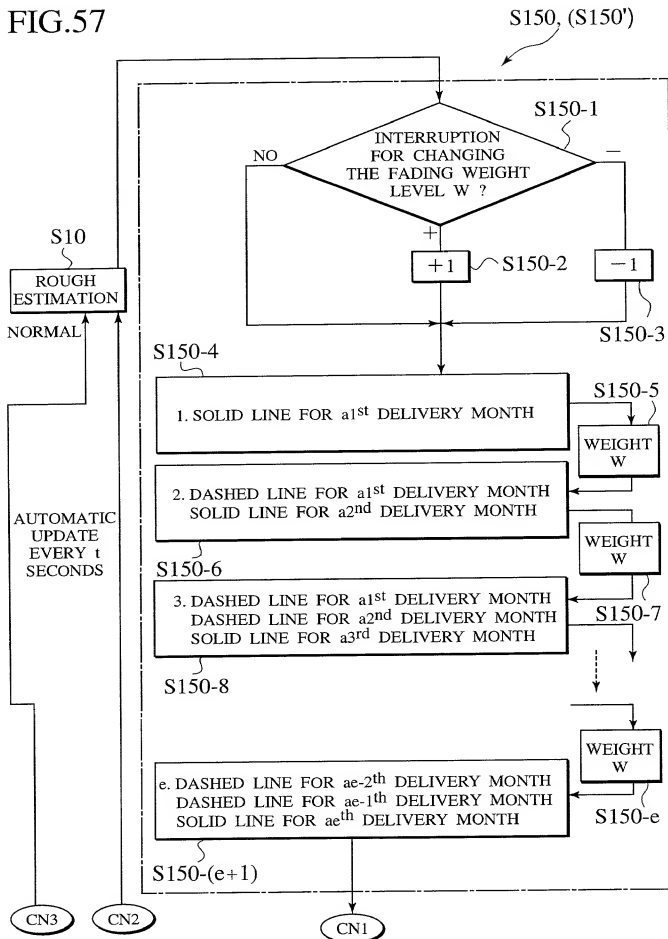 FIG.57
S150, (S150')
S150-1
INTERRUPTION
FOR CHANGING
THE FADING WEIGHT
LEVEL W ?
NO
−
+
S10
ROUGH
ESTIMATION
NORMAL
+1
S150-2
−1
S150-3
S150-4
1. SOLID LINE FOR a1st DELIVERY MONTH
S150-5
WEIGHT
W
2. DASHED LINE FOR a1st DELIVERY MONTH
SOLID LINE FOR a2nd DELIVERY MONTH
S150-6
WEIGHT
W
S150-7
AUTOMATIC
UPDATE
EVERY t
SECONDS
3. DASHED LINE FOR a1st DELIVERY MONTH
DASHED LINE FOR a2nd DELIVERY MONTH
SOLID LINE FOR a3rd DELIVERY MONTH
S150-8
WEIGHT
W
S150-e
e. DASHED LINE FOR ae-2th DELIVERY MONTH
DASHED LINE FOR ae-1th DELIVERY MONTH
SOLID LINE FOR aeth DELIVERY MONTH
S150-(e+1)
CN3
CN2
CN1